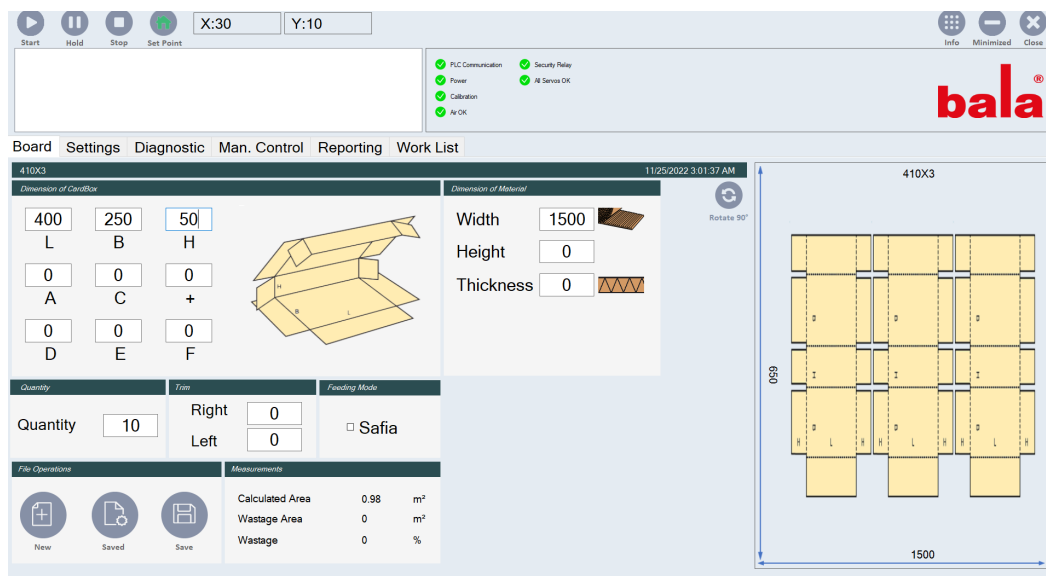 X:30 Y:10
Start Hold Stop Set Point Info Minimized Close
PLC Communication Security Relay
Power All Servos OK
Calibration
Air OK
bala ®
Board Settings Diagnostic Man. Control Reporting Work List
410X3 11/25/2022 3:01:37 AM
Dimension of CardBox
400 250 50
L B H
0 0 0
A C +
0 0 0
D E F
H
B L
Dimension of Material
Width 1500
Height 0
Thickness 0
Rotate 90°
Quantity
Quantity 10
Trim
Right 0
Left 0
Feeding Mode
Safia
File Operations
New Saved Save
Measurements
Calculated Area 0.98 m²
Wastage Area 0 m²
Wastage 0 %
410X3
650
H L H H L H H L H
1500